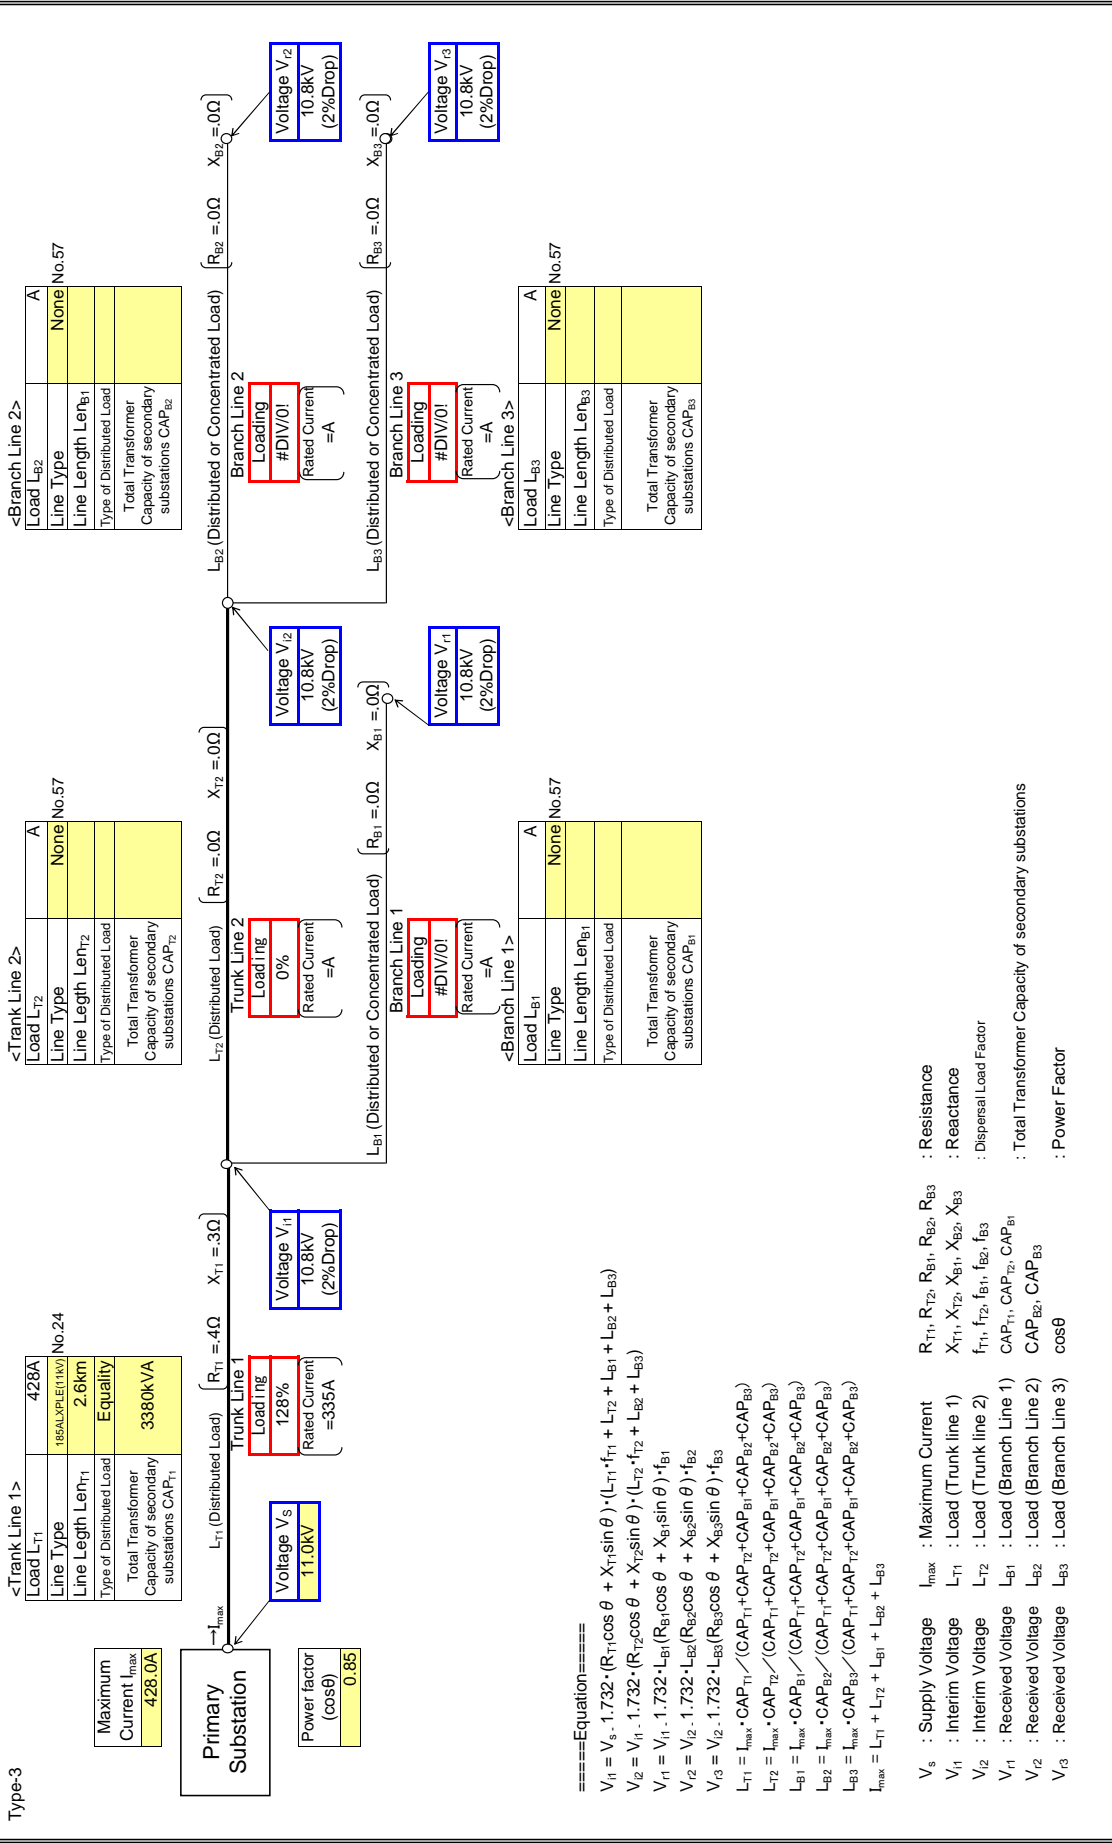 Type-3
Maximum
Current Imax
428.0A
Primary
Substation
Power factor
(cosθ)
0.85
→Imax
Voltage VS
11.0kV
<Trank Line 1>
Load LT1 428A
Line Type 185ALXPLE(11kV) No.24
Line Legth LenT1 2.6km
Type of Distributed Load Equality
Total Transformer
Capacity of secondary
substations CAPT1
3380kVA
LT1 (Distributed Load) RT1 =.4Ω XT1 =.3Ω
Trunk Line 1
Loading
128%
Rated Current
=335A
Voltage Vi1
10.8kV
(2%Drop)
<Trank Line 2>
Load LT2 A
Line Type None No.57
Line Length LenT2
Type of Distributed Load
Total Transformer
Capacity of secondary
substations CAPT2
LT2 (Distributed Load) RT2 =.0Ω XT2 =.0Ω
Trunk Line 2
Loading
0%
Rated Current
=A
Voltage Vi2
10.8kV
(2%Drop)
LB1 (Distributed or Concentrated Load) RB1 =.0Ω XB1 =.0Ω
Branch Line 1
Loading
#DIV/0!
Rated Current
=A
Voltage Vr1
10.8kV
(2%Drop)
<Branch Line 1>
Load LB1 A
Line Type None No.57
Line Length LenB1
Type of Distributed Load
Total Transformer
Capacity of secondary
substations CAPB1
<Branch Line 2>
Load LB2 A
Line Type None No.57
Line Length LenB1
Type of Distributed Load
Total Transformer
Capacity of secondary
substations CAPB2
LB2 (Distributed or Concentrated Load) RB2 =.0Ω XB2 =.0Ω
Branch Line 2
Loading
#DIV/0!
Rated Current
=A
Voltage Vr2
10.8kV
(2%Drop)
LB3 (Distributed or Concentrated Load) RB3 =.0Ω XB3 =.0Ω
Branch Line 3
Loading
#DIV/0!
Rated Current
=A
Voltage Vr3
10.8kV
(2%Drop)
<Branch Line 3>
Load LB3 A
Line Type None No.57
Line Length LenB3
Type of Distributed Load
Total Transformer
Capacity of secondary
substations CAPB3
=====Equation=====
Vi1 = Vs - 1.732・(RT1cos θ + XT1sin θ)・(LT1・fT1 + LT2 + LB1 + LB2 + LB3)
Vi2 = Vi1 - 1.732・(RT2cos θ + XT2sin θ)・(LT2・fT2 + LB2 + LB3)
Vr1 = Vi1 - 1.732・LB1(RB1cos θ + XB1sin θ)・fB1
Vr2 = Vi2 - 1.732・LB2(RB2cos θ + XB2sin θ)・fB2
Vr3 = Vi2 - 1.732・LB3(RB3cos θ + XB3sin θ)・fB3
LT1 = Imax・CAPT1／(CAPT1+CAPT2+CAPB1+CAPB2+CAPB3)
LT2 = Imax・CAPT2／(CAPT1+CAPT2+CAPB1+CAPB2+CAPB3)
LB1 = Imax・CAPB1／(CAPT1+CAPT2+CAPB1+CAPB2+CAPB3)
LB2 = Imax・CAPB2／(CAPT1+CAPT2+CAPB1+CAPB2+CAPB3)
LB3 = Imax・CAPB3／(CAPT1+CAPT2+CAPB1+CAPB2+CAPB3)
Imax = LT1 + LT2 + LB1 + LB2 + LB3
Vs : Supply Voltage Imax : Maximum Current RT1, RT2, RB1, RB2, RB3 : Resistance
Vi1 : Interim Voltage LT1 : Load (Trunk line 1) XT1, XT2, XB1, XB2, XB3 : Reactance
Vi2 : Interim Voltage LT2 : Load (Trunk line 2) fT1, fT2, fB1, fB2, fB3 : Dispersal Load Factor
Vr1 : Received Voltage LB1 : Load (Branch Line 1) CAPT1, CAPT2, CAPB1 : Total Transformer Capacity of secondary substations
Vr2 : Received Voltage LB2 : Load (Branch Line 2) CAPB2, CAPB3
Vr3 : Received Voltage LB3 : Load (Branch Line 3) cosθ : Power Factor